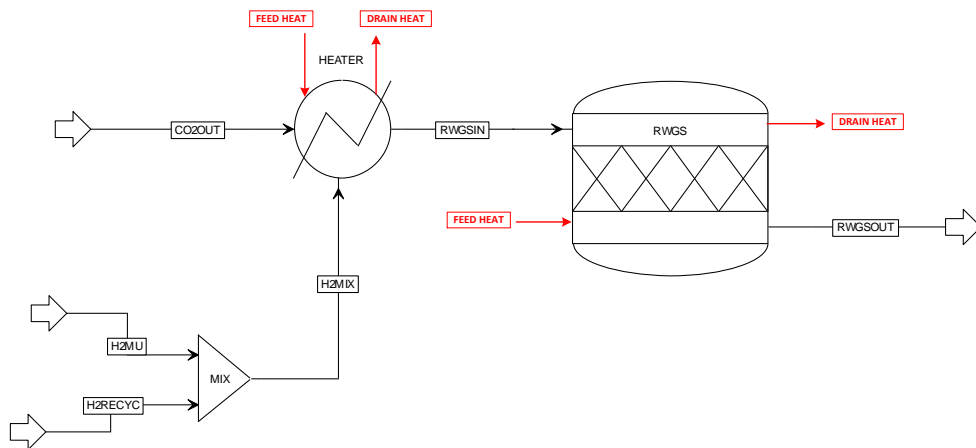 FEED HEAT
DRAIN HEAT
HEATER
CO2OUT
RWGSIN
RWGS
DRAIN HEAT
FEED HEAT
RWGSOUT
H2MIX
H2MU
MIX
H2RECYC